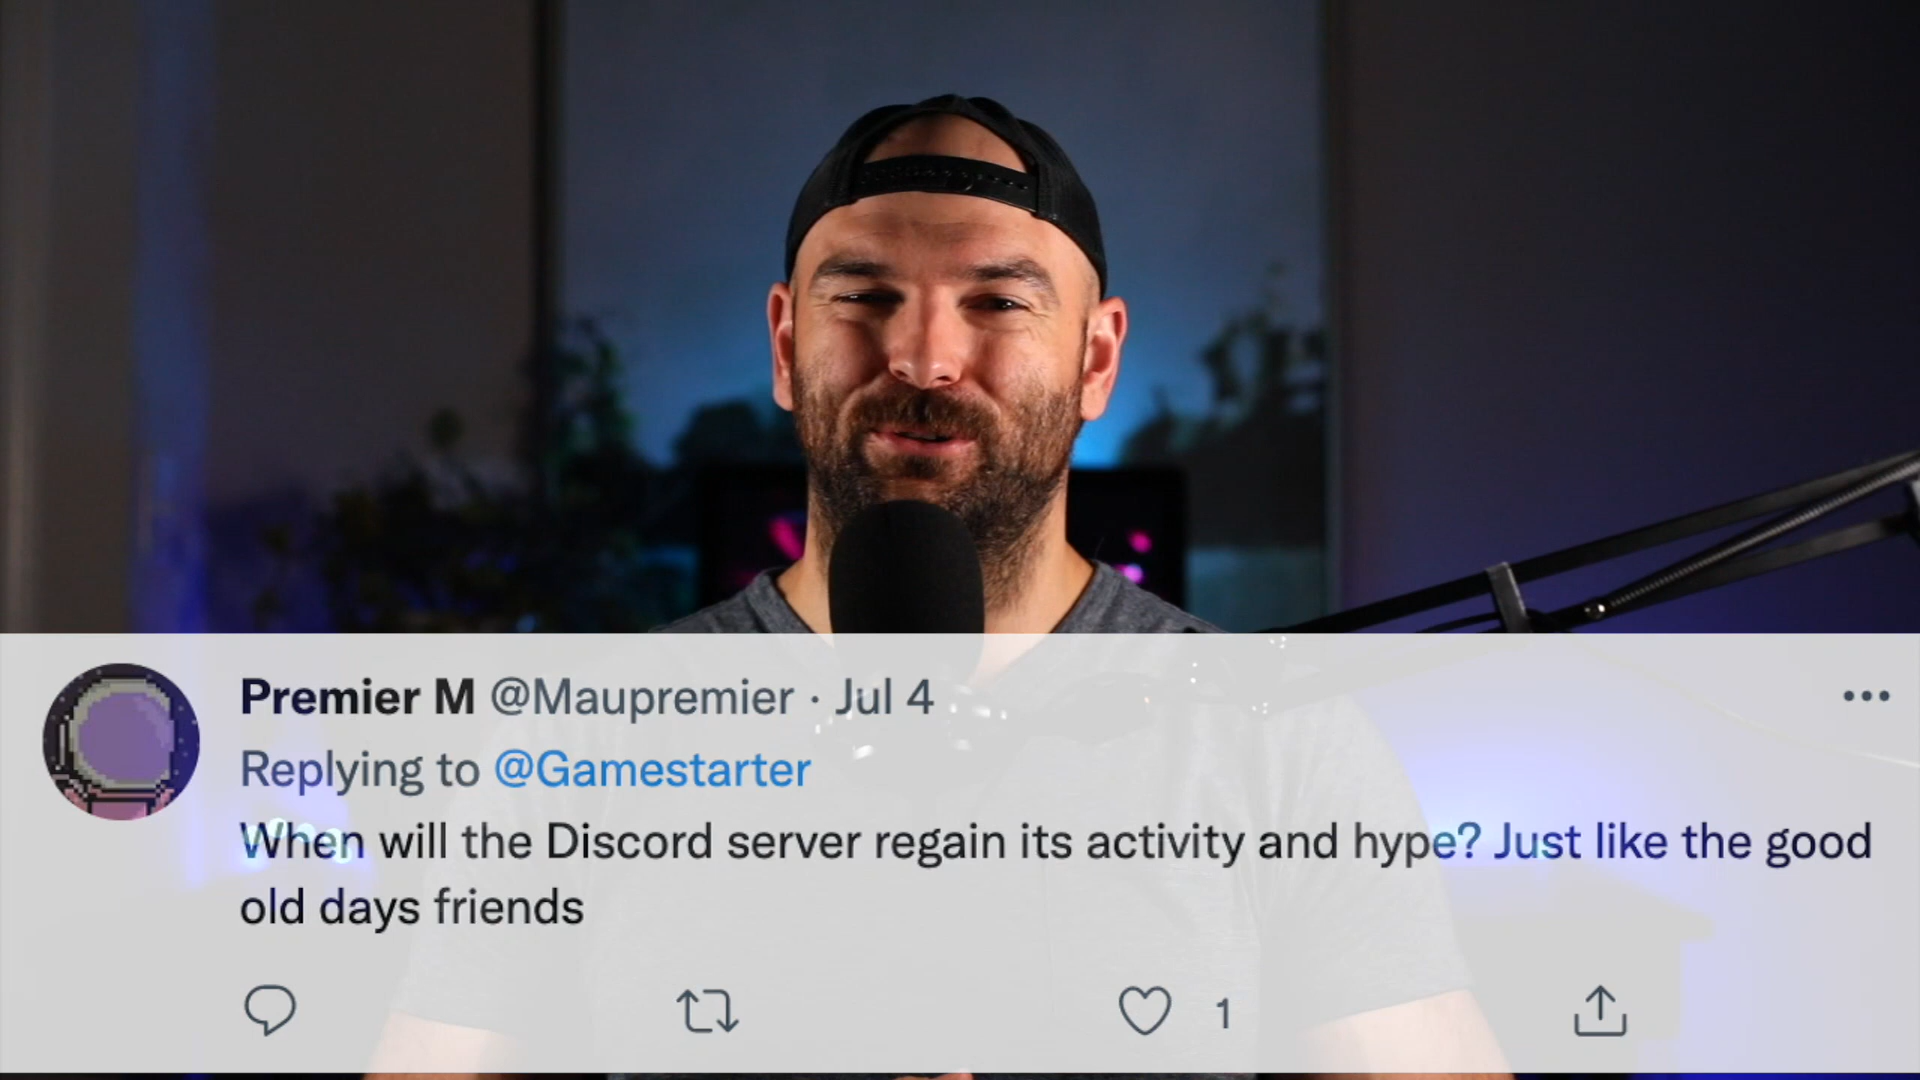 Premier M @Maupremier · Jul 4
Replying to @Gamestarter
When will the Discord server regain its activity and hype? Just like the good
old days friends
1